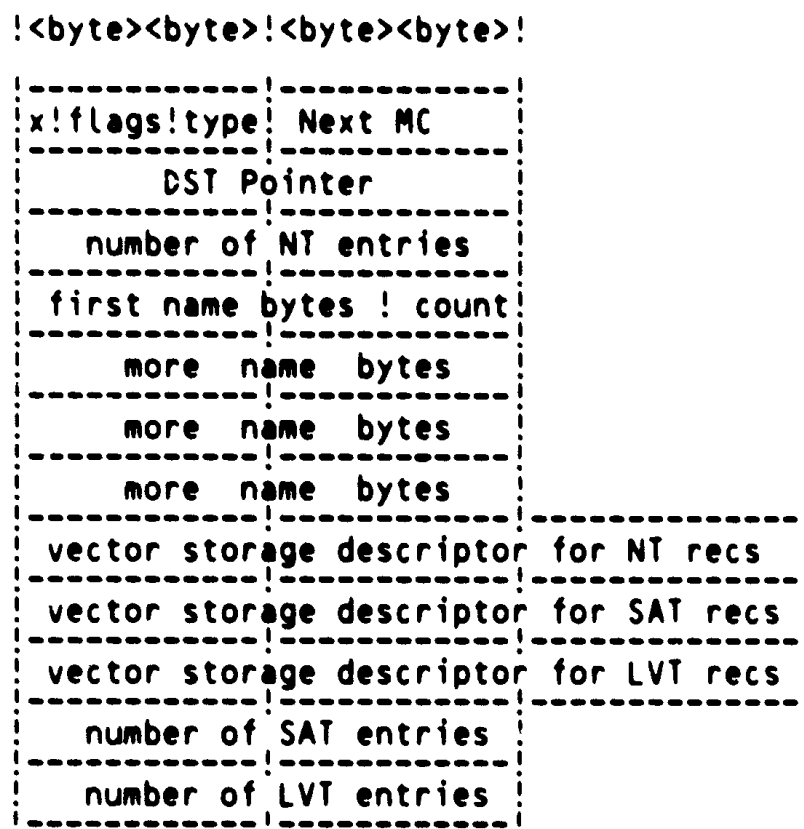 !<byte><byte>!<byte><byte>!
!x!flags!type! Next MC !
DST Pointer
number of NT entries
first name bytes ! count!
more name bytes
more name bytes
more name bytes
vector storage descriptor for NT recs
vector storage descriptor for SAT recs
vector storage descriptor for LVT recs
number of SAT entries
number of LVT entries